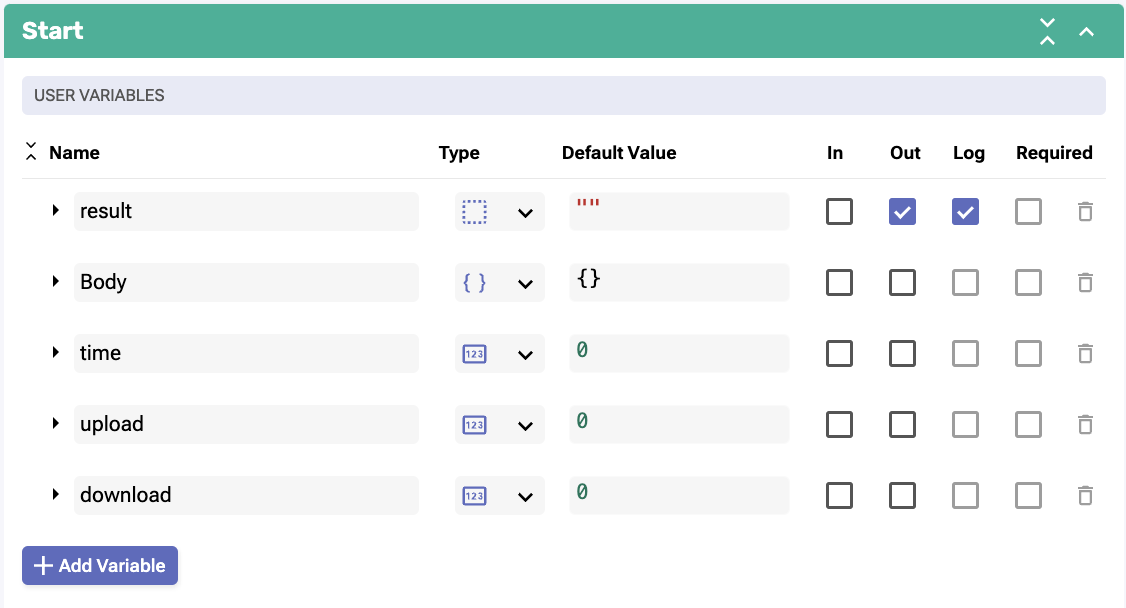 Start
USER VARIABLES
Name Type Default Value In Out Log Required
result ""
Body { } {}
time 123 0
upload 123 0
download 123 0
+ Add Variable